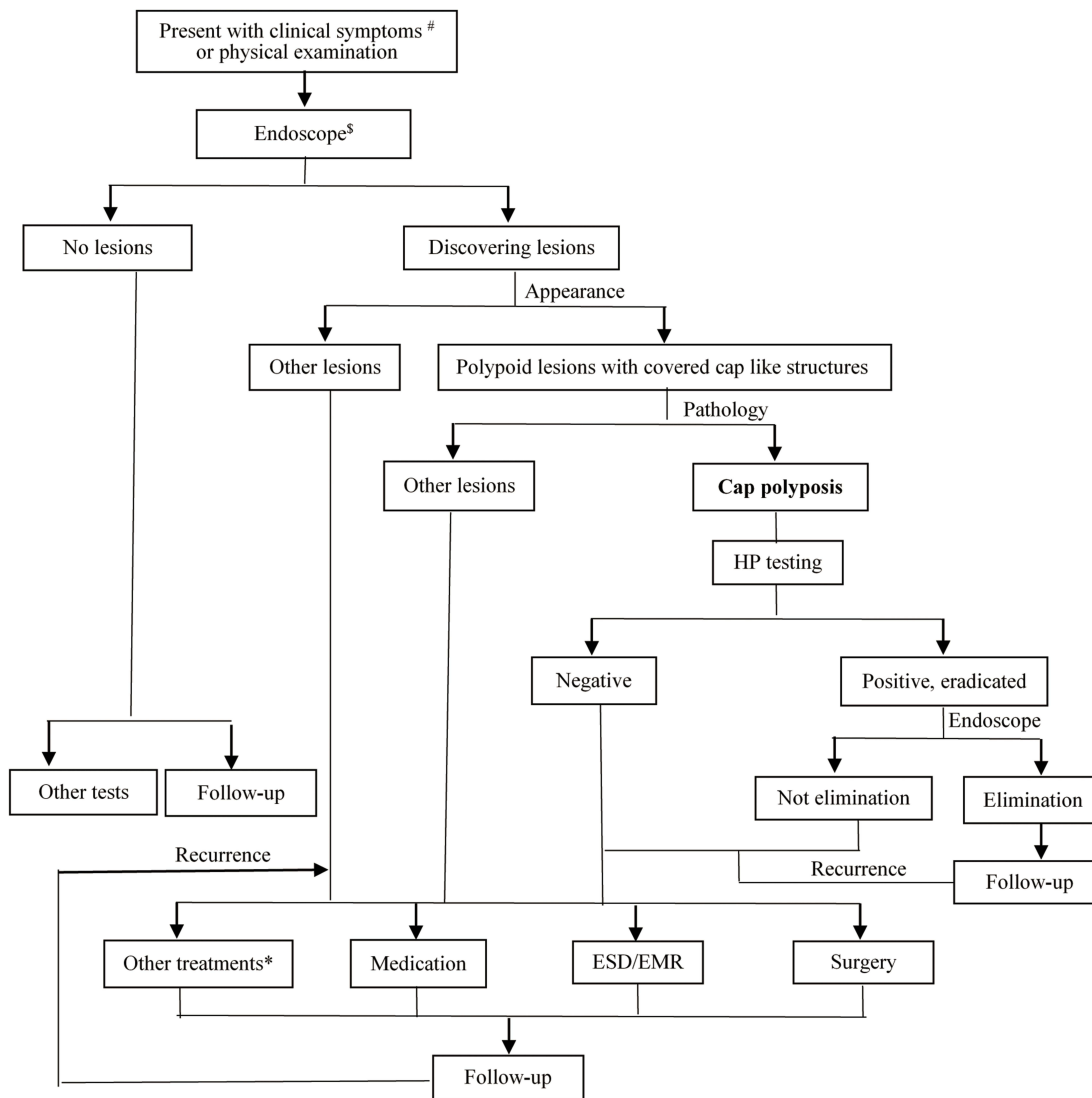 Present with clinical symptoms #
or physical examination
Endoscope$
No lesions
Discovering lesions
Appearance
Other lesions
Polypoid lesions with covered cap like structures
Pathology
Other lesions
Cap polyposis
HP testing
Negative
Positive, eradicated
Endoscope
Other tests
Follow-up
Not elimination
Elimination
Recurrence
Recurrence
Follow-up
Other treatments*
Medication
ESD/EMR
Surgery
Follow-up